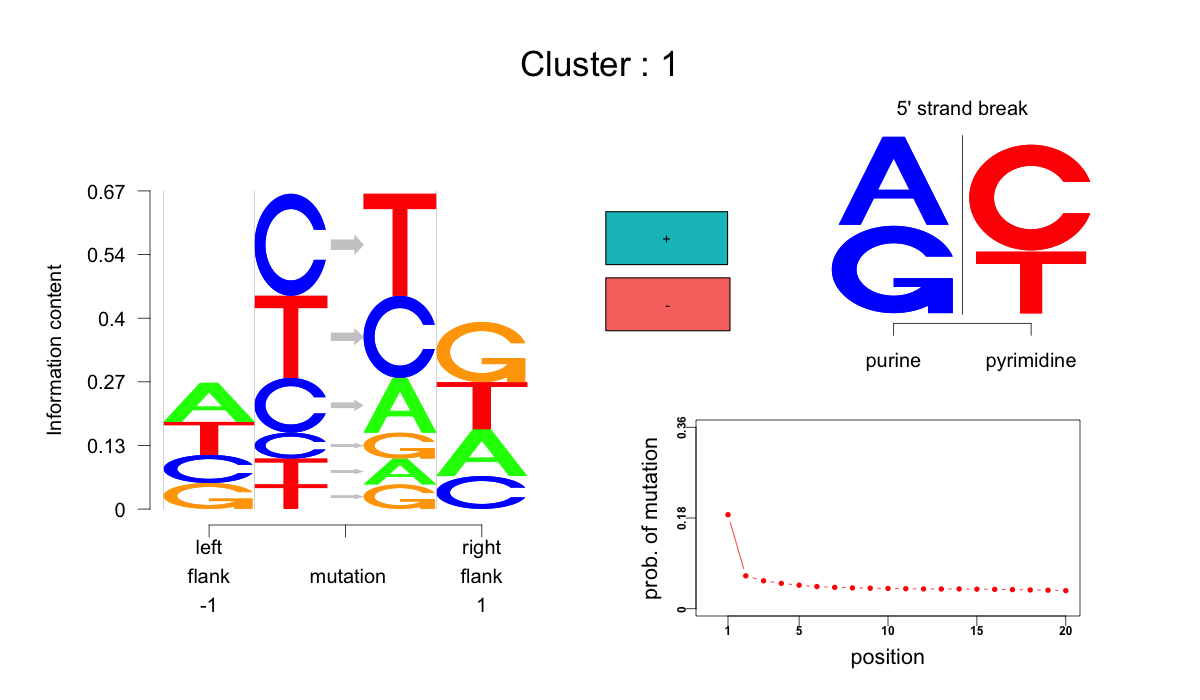 Cluster : 1
5' strand break
A C
G T
purine pyrimidine
Information content
0.67
0.54
0.4
0.27
0.13
0
A
T
C
G
C T
T C
C A
C G
T A
T G
G
T
A
C
left
flank
-1
mutation
right
flank
1
+
-
prob. of mutation
0.36
0.18
0
1 5 10 15 20
position